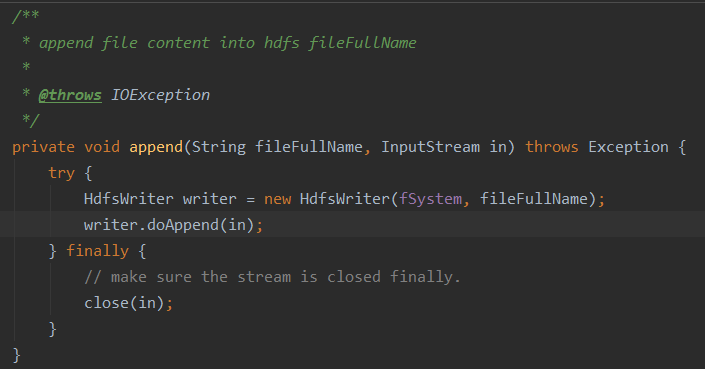 /**
 * append file content into hdfs fileFullName
 *
 * @throws IOException
 */
private void append(String fileFullName, InputStream in) throws Exception {
    try {
        HdfsWriter writer = new HdfsWriter(fSystem, fileFullName);
        writer.doAppend(in);
    } finally {
        // make sure the stream is closed finally.
        close(in);
    }
}